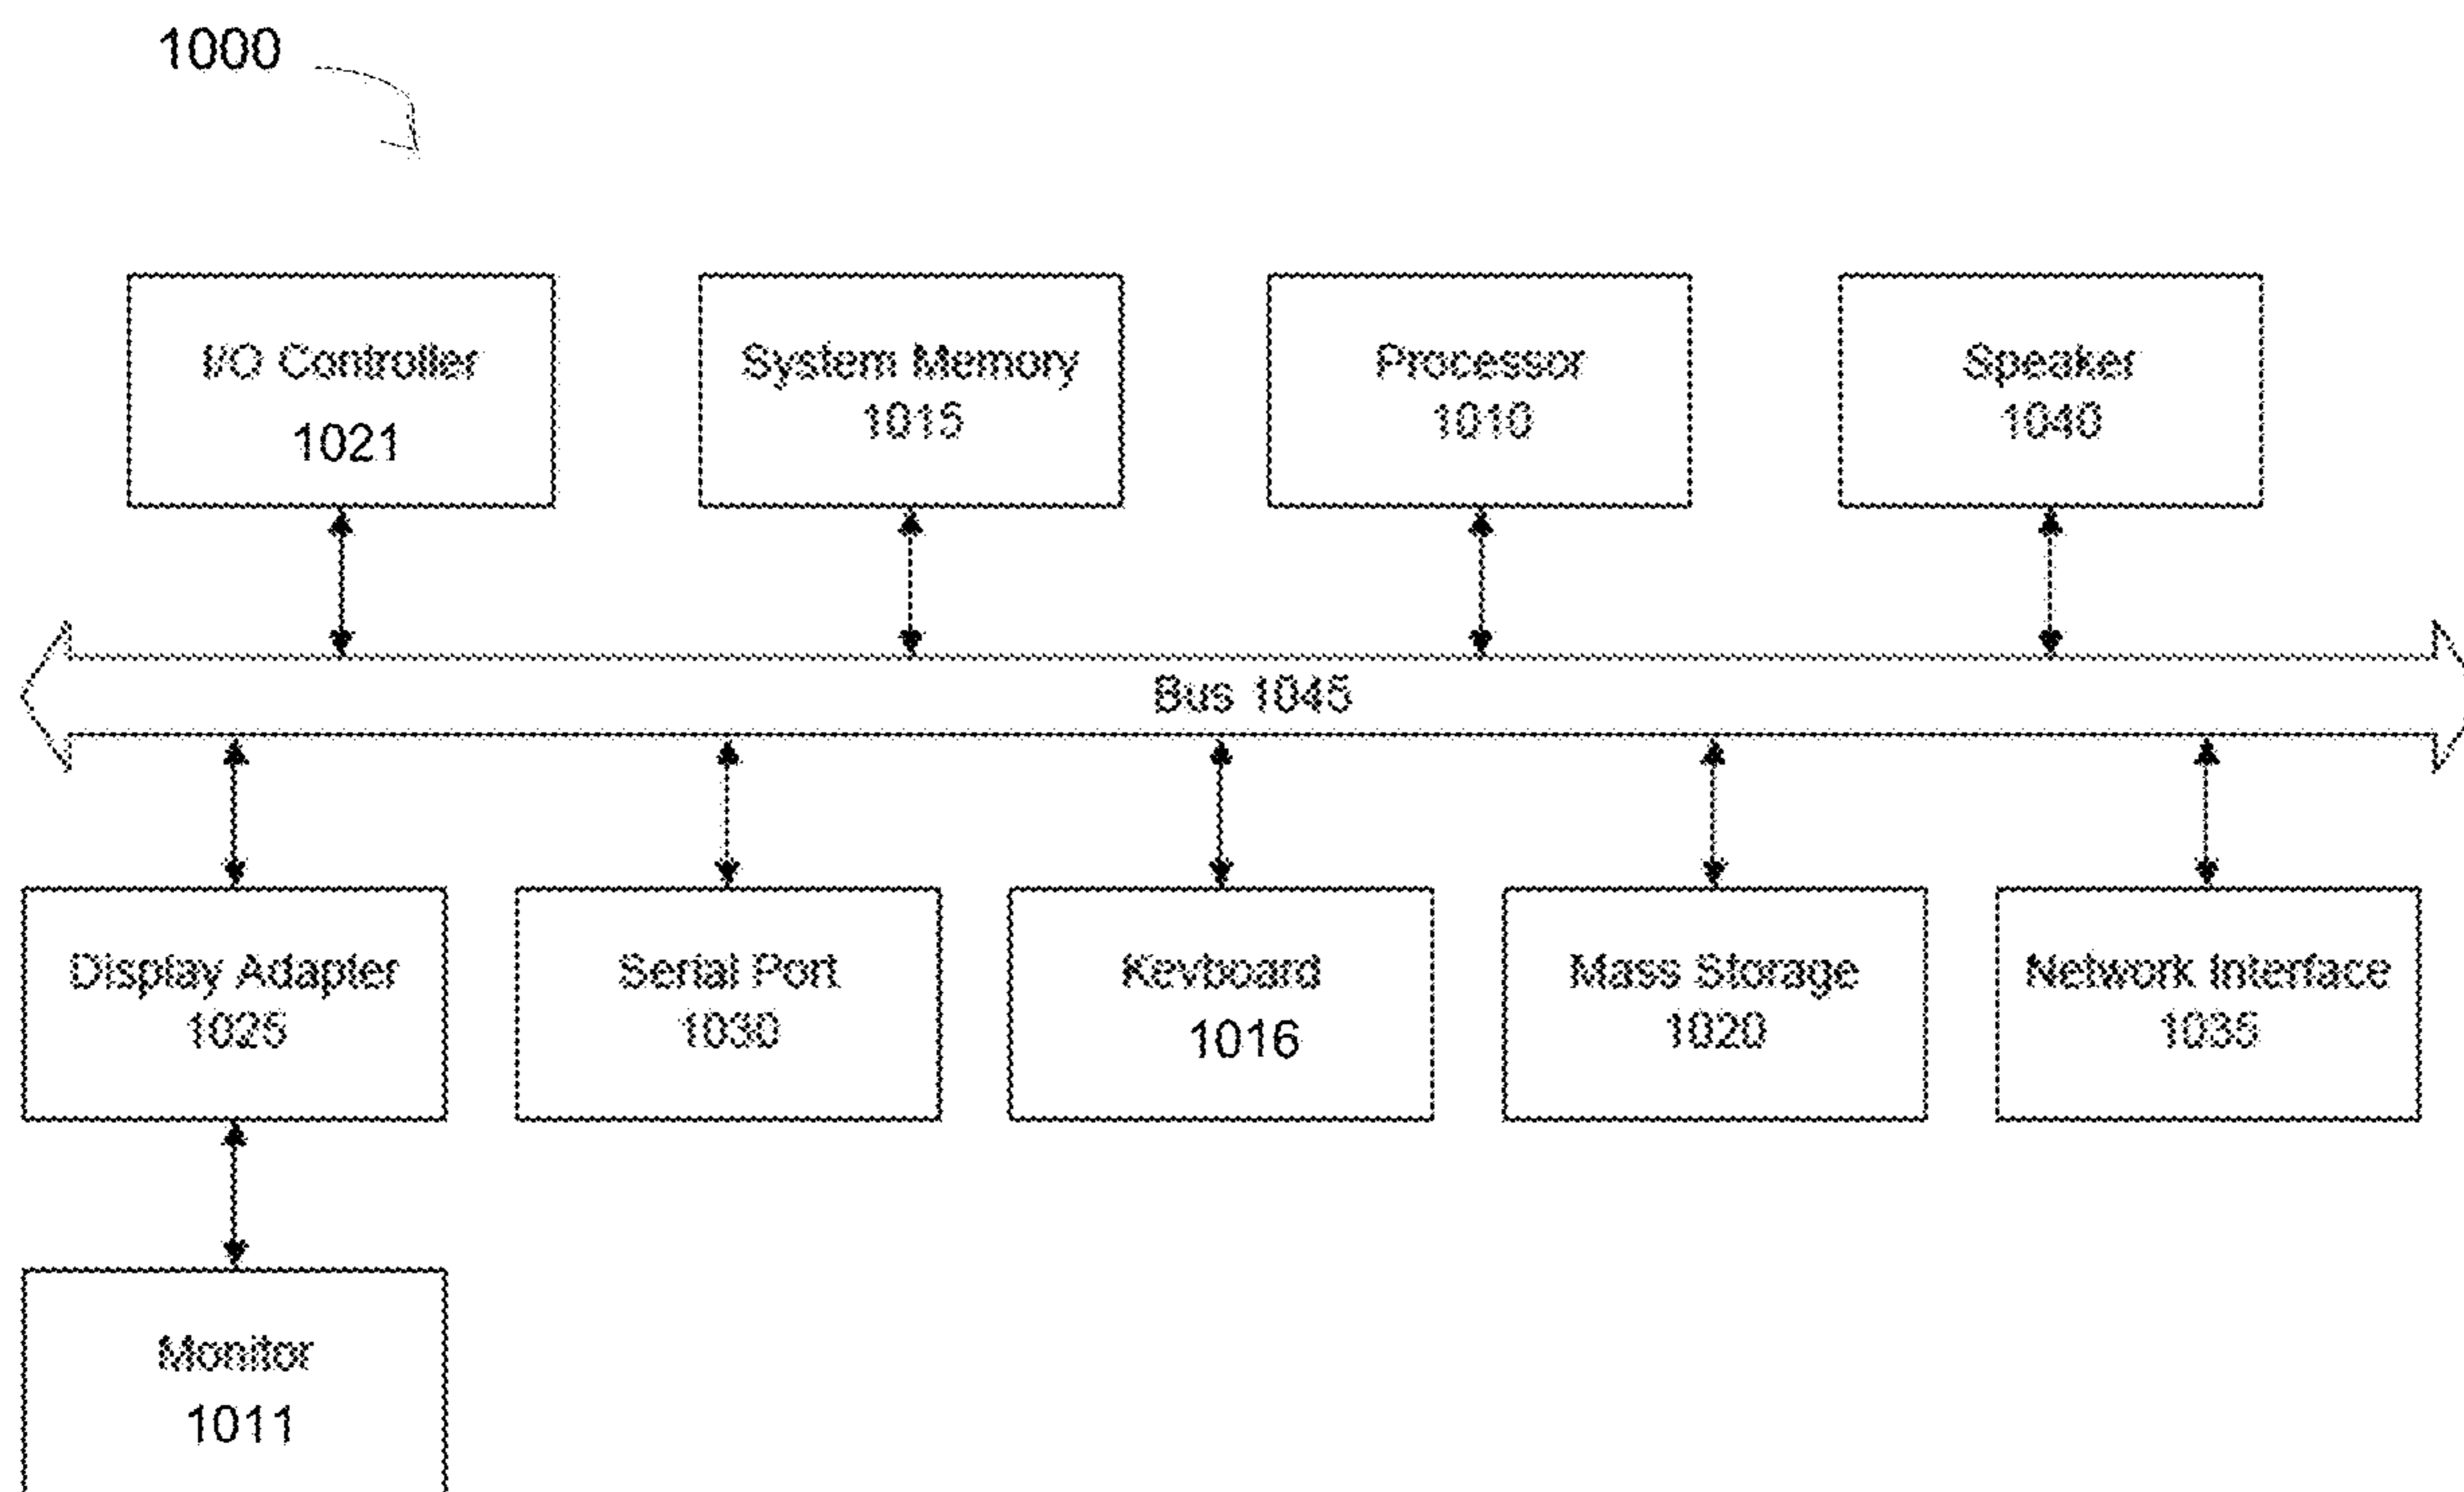 1000
I/O Controller
1021
System Memory
1015
Processor
1010
Speaker
1040
Bus 1045
Display Adapter
1025
Serial Port
1030
Keyboard
1016
Mass Storage
1020
Network Interface
1035
Monitor
1011